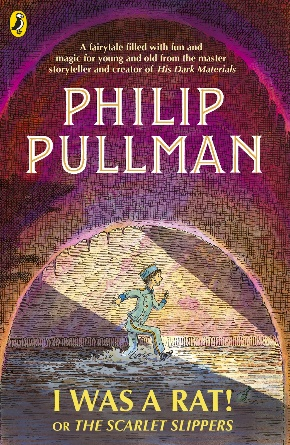 A fairytale filled with fun and
magic for young and old from the master
storyteller and creator of His Dark Materials
PHILIP
PULLMAN
I WAS A RAT!
OR THE SCARLET SLIPPERS